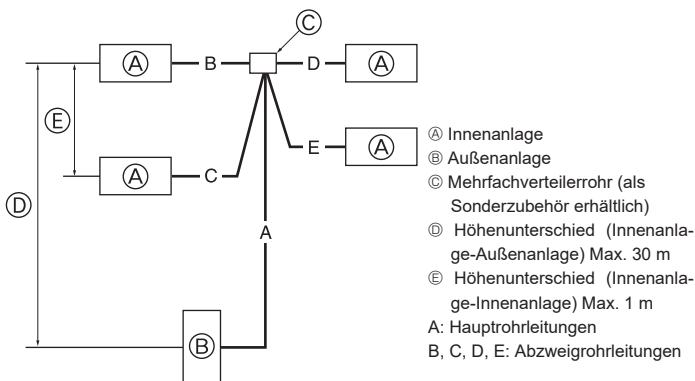 Ⓒ
Ⓐ B D Ⓐ
Ⓔ
Ⓐ C E Ⓐ
Ⓓ
A
Ⓑ
Ⓐ Innenanlage
Ⓑ Außenanlage
Ⓒ Mehrfachverteilerrohr (als
Sonderzubehör erhältlich)
Ⓓ Höhenunterschied (Innenanla-
ge-Außenanlage) Max. 30 m
Ⓔ Höhenunterschied (Innenanla-
ge-Innenanlage) Max. 1 m
A: Hauptrohrleitungen
B, C, D, E: Abzweigrohrleitungen